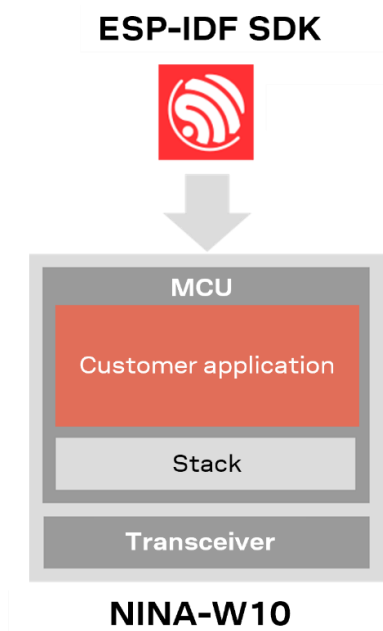 ESP-IDF SDK
MCU
Customer application
Stack
Transceiver
NINA-W10